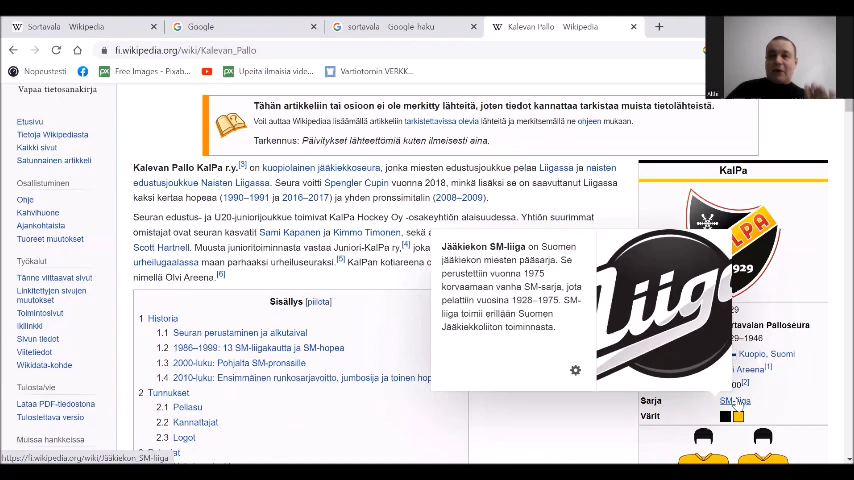 Sortavala    Wikipedia
Google
sortavala    Google haku
Kalevan Pallo    Wikipedia
fi.wikipedia.org/wiki/Kalevan_Pallo
Nopeustesti
Free Images - Pixab...
Upeita ilmaisia vide...
Vartiotornin VERKK...
Vapaa tietosanakirja
Etusivu
Tietoja Wikipediasta
Kaikki sivut
Satunnainen artikkeli
Osallistuminen
Ohje
Kahvihuone
Ajankohtaista
Tuoreet muutokset
Työkalut
Tänne viittaavat sivut
Linkitettyjen sivujen
muutokset
Toimintosivut
Ikilinkki
Sivun tiedot
Viitetiedot
Wikidata-kohde
Tulosta/vie
Lataa PDF-tiedostona
Tulostettava versio
Muissa hankkeissa
https://fi.wikipedia.org/wiki/Jääkiekon_SM-liiga
Tähän artikkeliin tai osioon ei ole merkitty lähteitä, joten tiedot kannattaa tarkistaa muista tietolähteistä.
Voit auttaa Wikipediaa lisäämällä artikkeliin tarkistettavissa olevia lähteitä ja merkitsemällä ne ohjeen mukaan.
Tarkennus: Päivitykset lähteettömiä kuten ilmeisesti aina.
Kalevan Pallo KalPa r.y.[3] on kuopiolainen jääkiekkoseura, jonka miesten edustusjoukkue pelaa Liigassa ja naisten
edustusjoukkue Naisten Liigassa. Seura voitti Spengler Cupin vuonna 2018, minkä lisäksi se on saavuttanut Liigassa
kaksi kertaa hopeaa (1990–1991 ja 2016–2017) ja yhden pronssimitalin (2008–2009).
Seuran edustus- ja U20-juniorijoukkue toimivat KalPa Hockey Oy -osakeyhtiön alaisuudessa. Yhtiön suurimmat
omistajat ovat seuran kasvatit Sami Kapanen ja Kimmo Timonen,
Scott Hartnell. Muusta junioritoiminnasta vastaa Juniori-KalPa ry,[4] joka
urheilugaalassa maan parhaaksi urheiluseuraksi.[5] KalPan kotiareena
nimellä Olvi Areena.[6]
Sisällys [piilota]
1 Historia
1.1 Seuran perustaminen ja alkutaival
1.2 1986–1999: 13 SM-liigakautta ja SM-hopea
1.3 2000-luku: Pohjalta SM-pronssille
1.4 2010-luku: Ensimmäinen runkosarjavoitto, jumbosija ja toinen hop
2 Tunnukset
2.1 Peliasu
2.2 Kannattajat
2.3 Logot
Jääkiekon SM-liiga on Suomen
jääkiekon miesten pääsarja. Se
perustettiin vuonna 1975
korvaamaan vanha SM-sarja, jota
pelattiin vuosina 1928–1975. SM-
liiga toimii erillään Suomen
Jääkiekkoliiton toiminnasta.
Liiga
KalPa
ALPA
929
29
ortavalan Palloseura
29–1946
Kuopio, Suomi
i Areena[1]
00[2]
Sarja SM-liiga
Värit